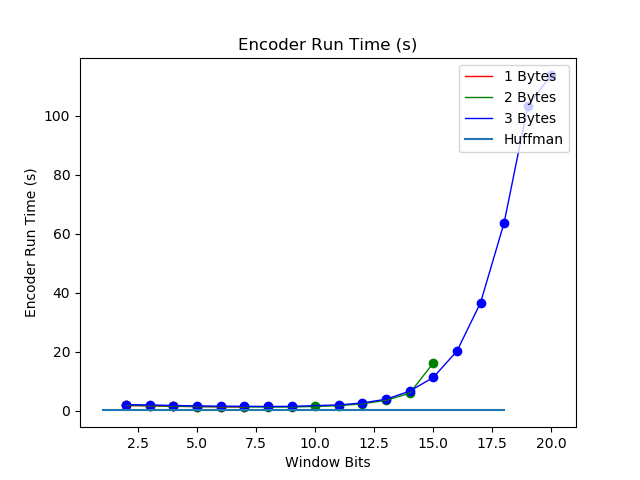 Encoder Run Time (s)
1 Bytes
2 Bytes
3 Bytes
Huffman
Encoder Run Time (s)
100
80
60
40
20
0
2.5 5.0 7.5 10.0 12.5 15.0 17.5 20.0
Window Bits